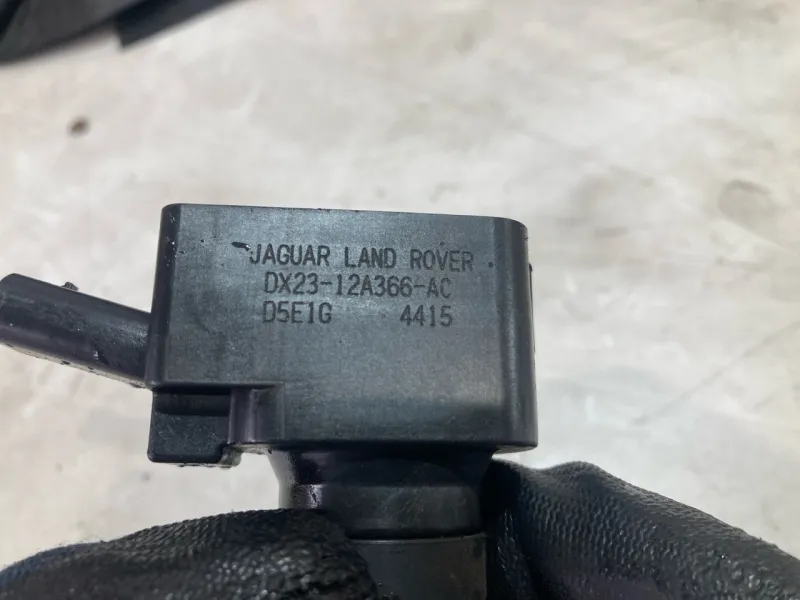 JAGUAR LAND ROVER
DX23-12A366-AC
D5E1G 4415